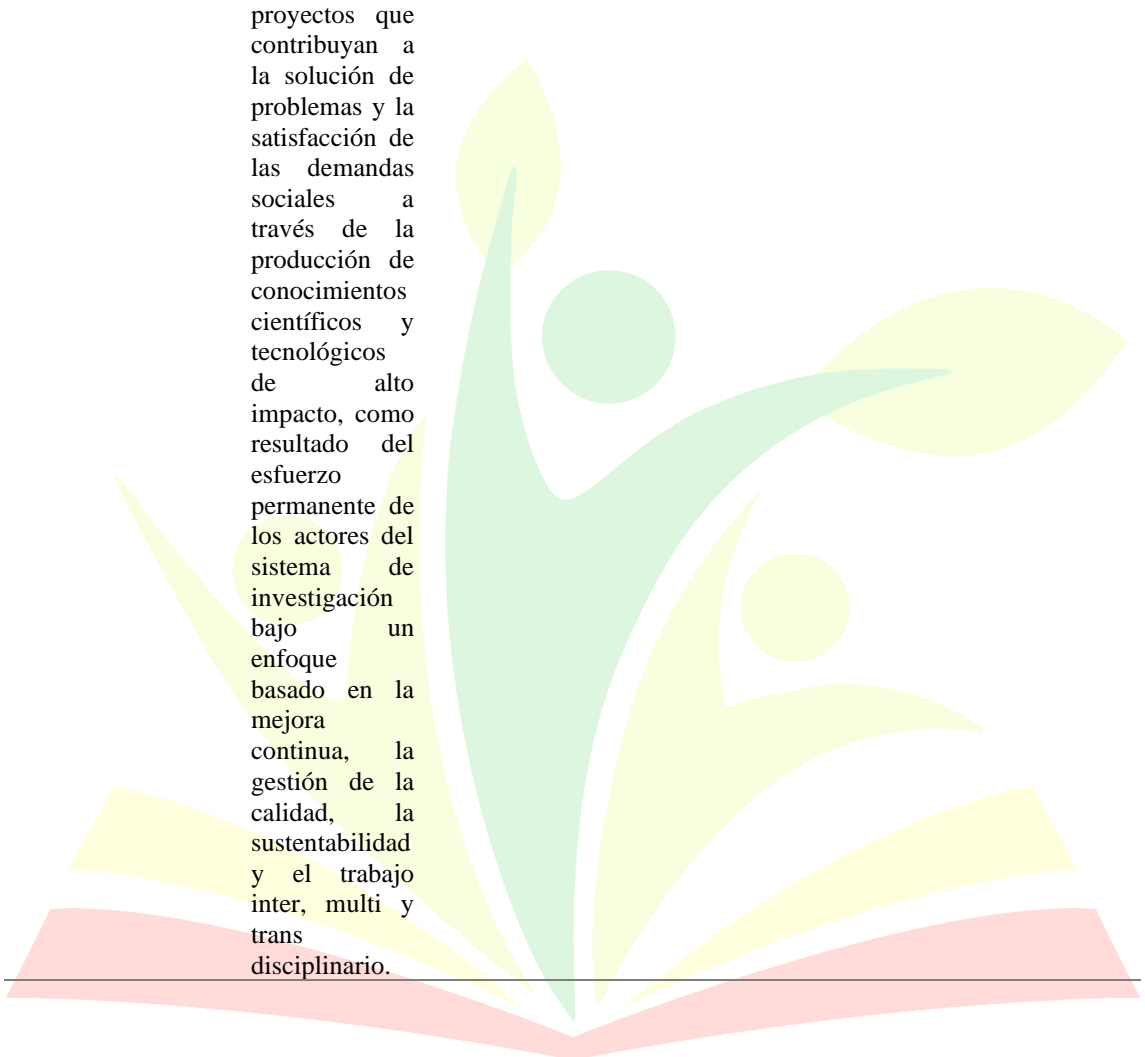 proyectos que
contribuyan a
la solución de
problemas y la
satisfacción de
las demandas
sociales a
través de la
producción de
conocimientos
científicos y
tecnológicos
de alto
impacto, como
resultado del
esfuerzo
permanente de
los actores del
sistema de
investigación
bajo un
enfoque
basado en la
mejora
continua, la
gestión de la
calidad, la
sustentabilidad
y el trabajo
inter, multi y
trans
disciplinario.